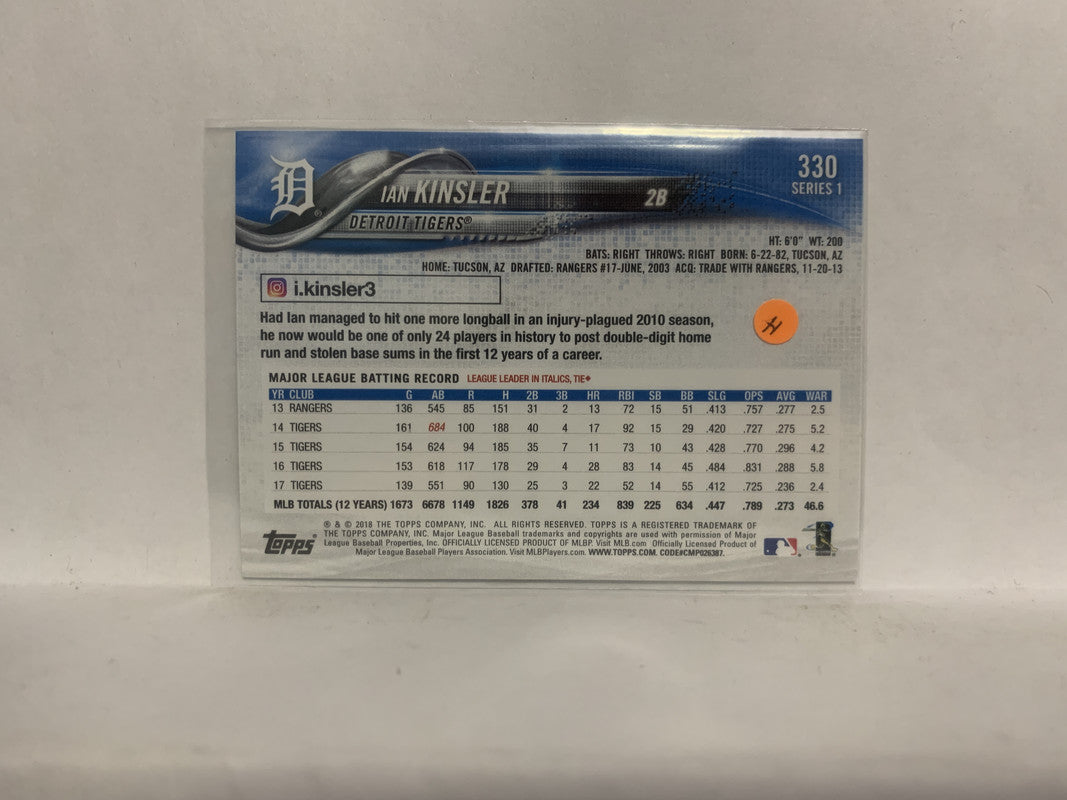 D
IAN KINSLER 2B
DETROIT TIGERS®
330
SERIES 1
HT: 6'0" WT: 200
BATS: RIGHT THROWS: RIGHT BORN: 6-22-82, TUCSON, AZ
HOME: TUCSON, AZ DRAFTED: RANGERS #17-JUNE, 2003 ACQ: TRADE WITH RANGERS, 11-20-13
i.kinsler3
Had Ian managed to hit one more longball in an injury-plagued 2010 season,
he now would be one of only 24 players in history to post double-digit home
run and stolen base sums in the first 12 years of a career.
H
MAJOR LEAGUE BATTING RECORD LEAGUE LEADER IN ITALICS, TIE♦
YR CLUB G AB R H 2B 3B HR RBI SB BB SLG OPS AVG WAR
13 RANGERS 136 545 85 151 31 2 13 72 15 51 .413 .757 .277 2.5
14 TIGERS 161 684 100 188 40 4 17 92 15 29 .420 .727 .275 5.2
15 TIGERS 154 624 94 185 35 7 11 73 10 43 .428 .770 .296 4.2
16 TIGERS 153 618 117 178 29 4 28 83 14 45 .484 .831 .288 5.8
17 TIGERS 139 551 90 130 25 3 22 52 14 55 .412 .725 .236 2.4
MLB TOTALS (12 YEARS) 1673 6678 1149 1826 378 41 234 839 225 634 .447 .789 .273 46.6
Topps
® & © 2018 THE TOPPS COMPANY, INC. ALL RIGHTS RESERVED. TOPPS IS A REGISTERED TRADEMARK OF
THE TOPPS COMPANY, INC. Major League Baseball trademarks and copyrights are used with permission of Major
League Baseball Properties, Inc. OFFICIALLY LICENSED PRODUCT OF MLBP. Visit MLB.com Officially Licensed Product of
Major League Baseball Players Association. Visit MLBPlayers.com. WWW.TOPPS.COM. CODE#CMP026387.